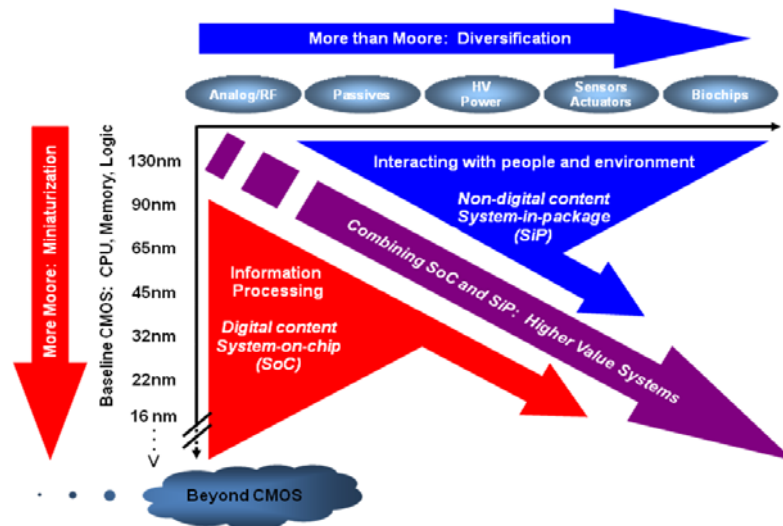 More than Moore: Diversification
Analog/RF
Passives
HV
Power
Sensors
Actuators
Biochips
More Moore: Miniaturization
Baseline CMOS: CPU, Memory, Logic
130nm
90nm
65nm
45nm
32nm
22nm
16 nm
Interacting with people and environment
Non-digital content
System-in-package
(SiP)
Combining SoC and SiP: Higher Value Systems
Information
Processing
Digital content
System-on-chip
(SoC)
Beyond CMOS